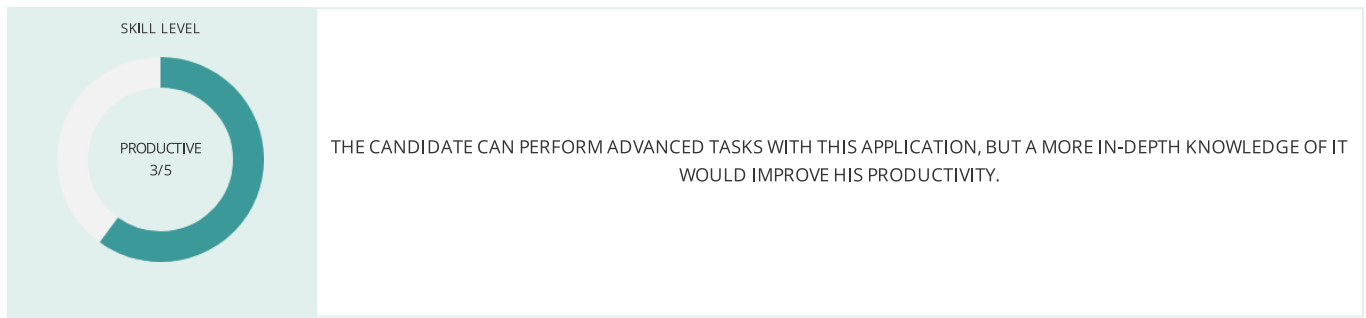 SKILL LEVEL
PRODUCTIVE
3/5
THE CANDIDATE CAN PERFORM ADVANCED TASKS WITH THIS APPLICATION, BUT A MORE IN-DEPTH KNOWLEDGE OF IT
WOULD IMPROVE HIS PRODUCTIVITY.